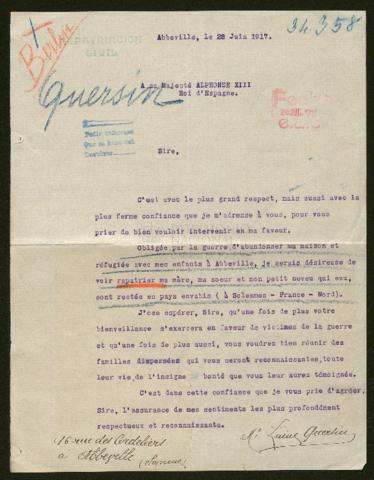 Abbeville, le 28 Juin 1917.
34.358
Berlin
CIVIL
Quersin
A sa Majesté ALPHONSE XIII
Roi d'Espagne.
Sire,
C'est avec le plus grand respect, mais aussi avec la
plus ferme confiance que je m'adresse à vous, pour vous
prier de bien vouloir intervenir en ma faveur.
Obligée par la guerre d'abandonner ma maison et
réfugiée avec mes enfants à Abbeville, je serais désireuse de
voir repatrier ma mère, ma soeur et mon petit neveu qui eux,
sont restés en pays envahis ( à Solesmes - France - Nord).
J'ose espérer, Sire, qu'une fois de plus votre
bienveillance s'exercera en faveur de victimes de la guerre
et qu'une fois de plus aussi, vous voudrez bien réunir des
familles dispersées qui vous seront reconnaissantes, toute
leur vie de l'insigne bonté que vous leur aurez témoignée.
C'est dans cette confiance que je vous prie d'agréer,
Sire, l'assurance de mes sentiments les plus profondément
respectueux et reconnaissants.
16 rue des Cordeliers
à Abbeville (Somme)
Quersin